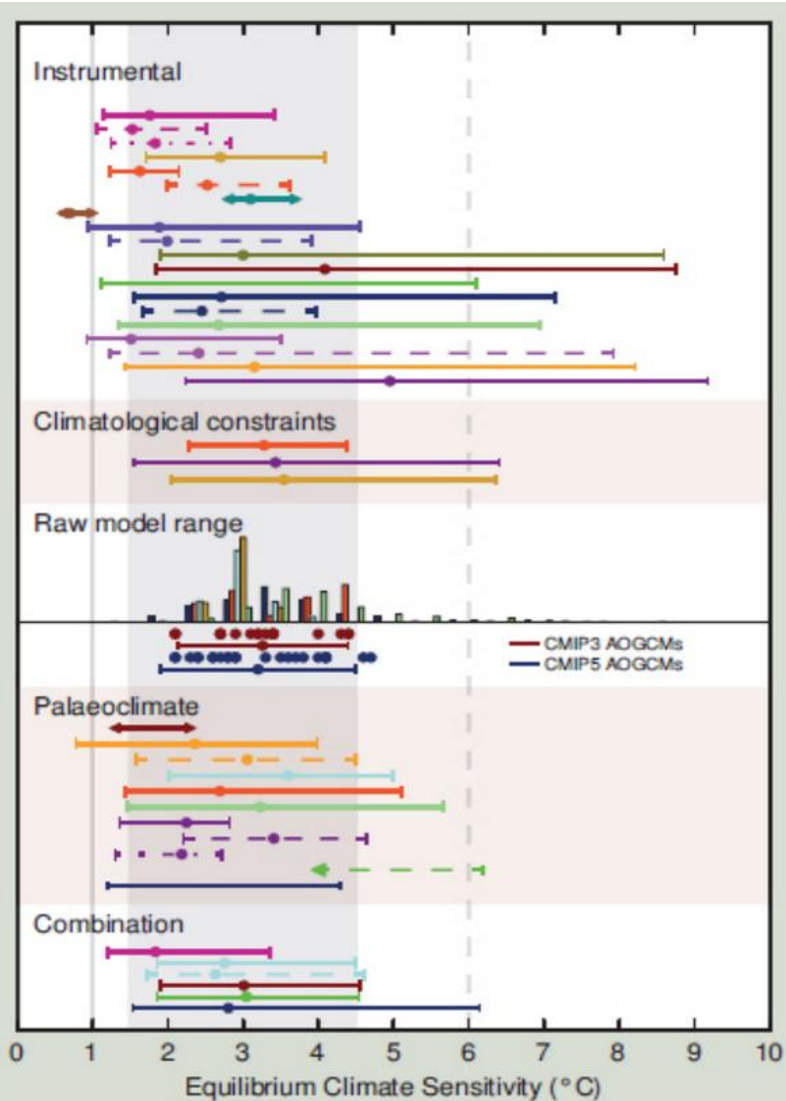 Instrumental
Climatological constraints
Raw model range
CMIP3 AOGCMs
CMIP5 AOGCMs
Palaeoclimate
Combination
0 1 2 3 4 5 6 7 8 9 10
Equilibrium Climate Sensitivity (°C)